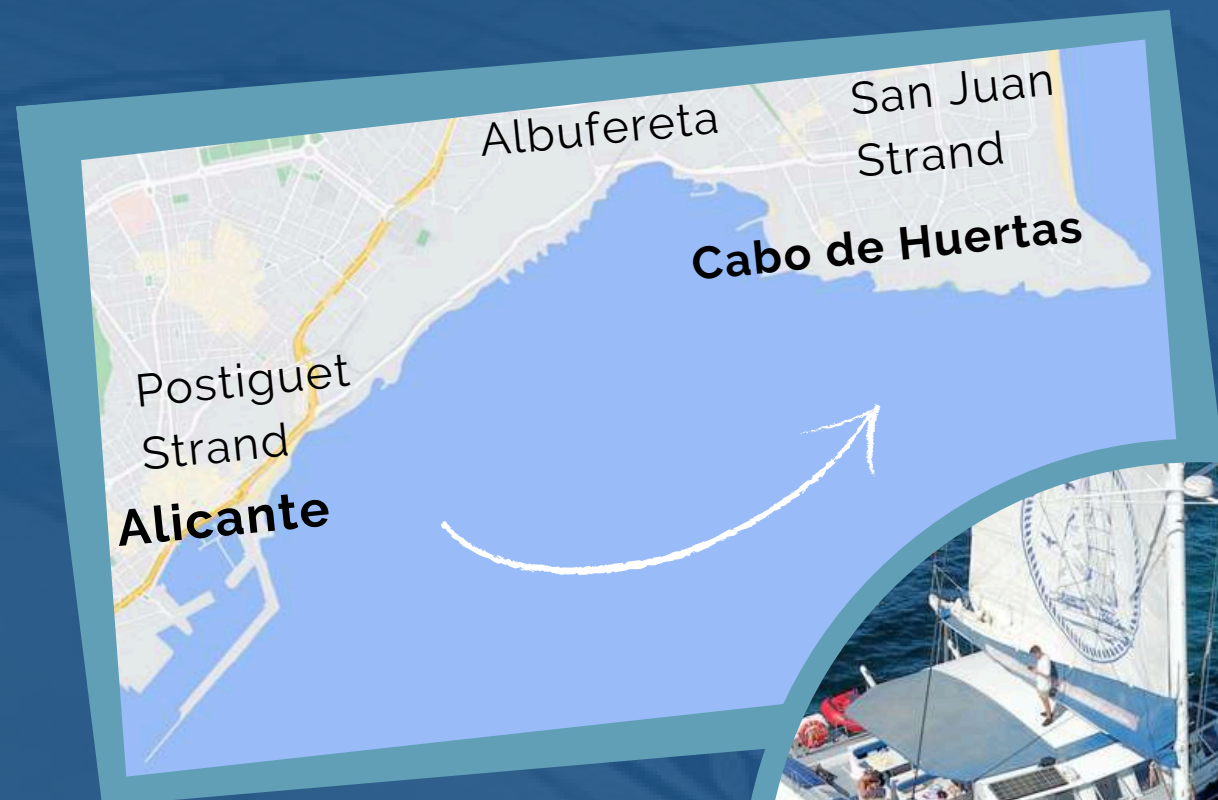 Albufereta
San Juan
Strand
Cabo de Huertas
Postiguet
Strand
Alicante